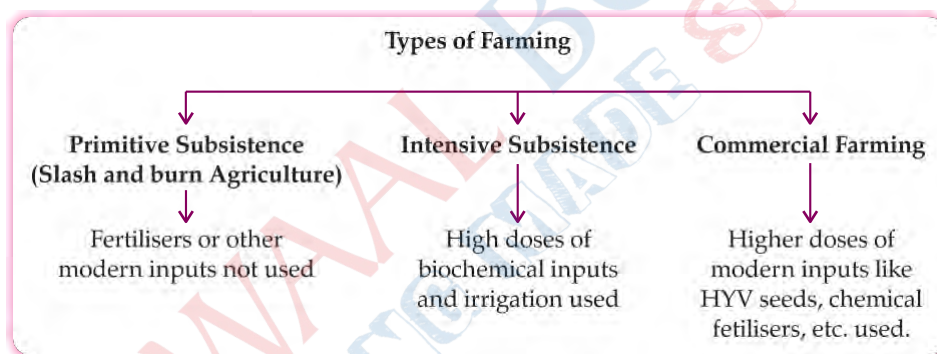 Types of Farming
Primitive Subsistence
(Slash and burn Agriculture)
Fertilisers or other
modern inputs not used
Intensive Subsistence
High doses of
biochemical inputs
and irrigation used
Commercial Farming
Higher doses of
modern inputs like
HYV seeds, chemical
fetilisers, etc. used.